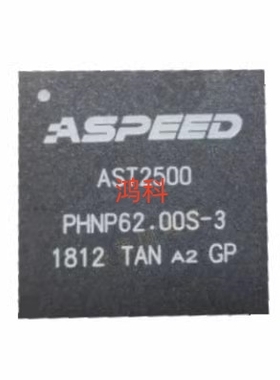 ASPEED
AST2500
鸿科
PHNP62.00S-3
1812 TAN A2 GP